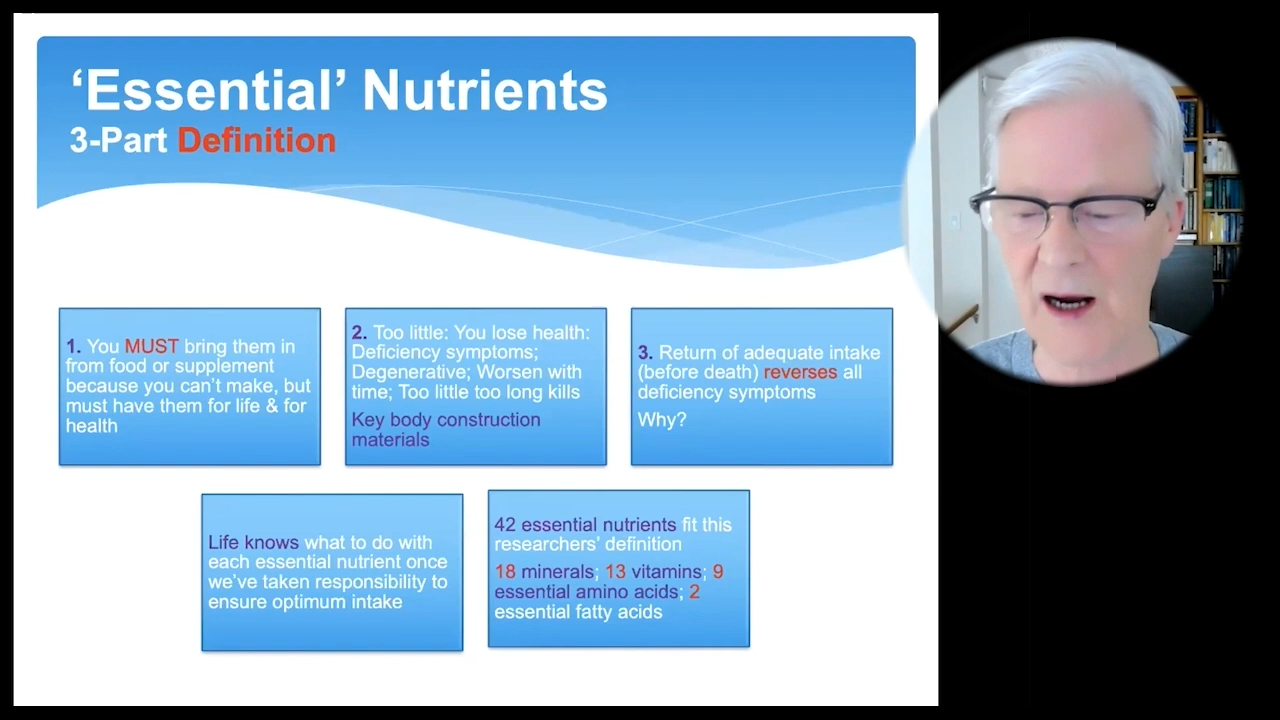 ‘Essential’ Nutrients
3-Part Definition
1. You MUST bring them in
from food or supplement
because you can’t make, but
must have them for life & for
health
2. Too little: You lose health:
Deficiency symptoms;
Degenerative; Worsen with
time; Too little too long kills
Key body construction
materials
3. Return of adequate intake
(before death) reverses all
deficiency symptoms
Why?
Life knows what to do with
each essential nutrient once
we’ve taken responsibility to
ensure optimum intake
42 essential nutrients fit this
researchers’ definition
18 minerals; 13 vitamins; 9
essential amino acids; 2
essential fatty acids